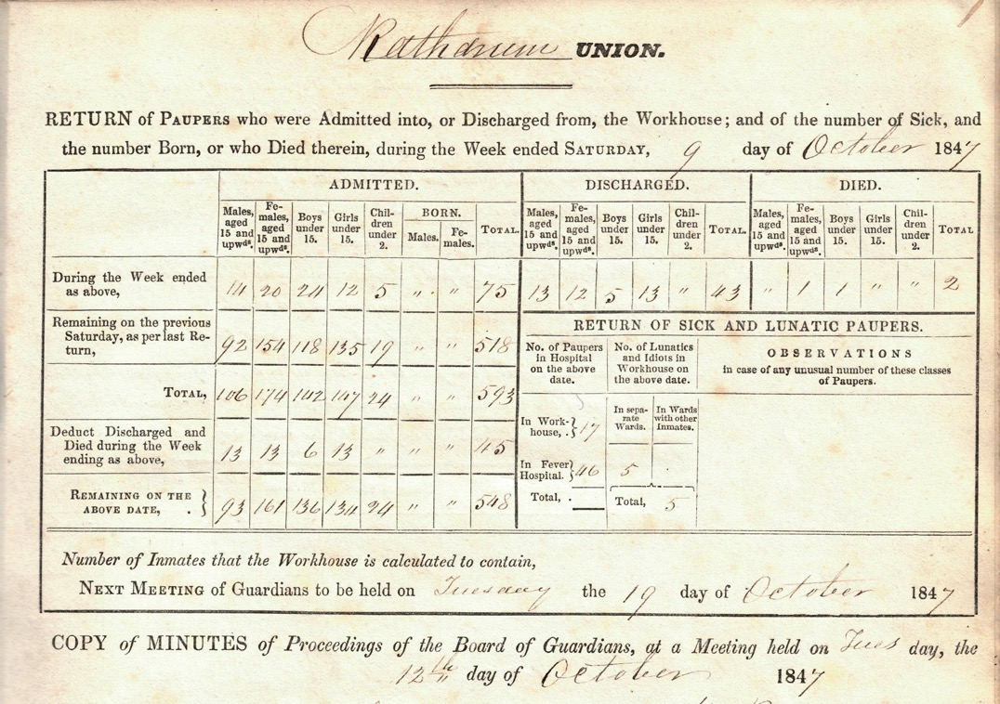 Rathdrum UNION.
RETURN of PAUPERS who were Admitted into, or Discharged from, the Workhouse; and of the number of Sick, and
the number Born, or who Died therein, during the Week ended SATURDAY, 9 day of October 1847
ADMITTED. DISCHARGED. DIED.
Males, aged 15 and upwds. Females, aged 15 and upwds. Boys under 15. Girls under 15. Children under 2. BORN. Males. Females. TOTAL. Males, aged 15 and upwds. Females, aged 15 and upwds. Boys under 15. Girls under 15. Children under 2. TOTAL. Males, aged 15 and upwds. Females, aged 15 and upwds. Boys under 15. Girls under 15. Children under 2. TOTAL
During the Week ended
as above, 14 20 24 12 5 " " 75 13 12 5 13 " 43 " 1 1 " " 2
Remaining on the previous
Saturday, as per last Re-
turn, 92 154 118 135 19 " " 518
TOTAL, 106 174 142 147 24 " " 593
Deduct Discharged and
Died during the Week
ending as above, 13 13 6 13 " " " 45
REMAINING ON THE
ABOVE DATE, . 93 161 136 134 24 " " 548
RETURN OF SICK AND LUNATIC PAUPERS.
No. of Paupers
in Hospital
on the above
date.
No. of Lunatics
and Idiots in
Workhouse on
the above date.
OBSERVATIONS
in case of any unusual number of these classes
of Paupers.
In Work-
house, . 17
In sepa-
rate
Wards.
In Wards
with other
Inmates.
In Fever
Hospital. 46 5 .
Total, . Total, 5
Number of Inmates that the Workhouse is calculated to contain,
NEXT MEETING of Guardians to be held on Tuesday the 19 day of October 1847
COPY of MINUTES of Proceedings of the Board of Guardians, at a Meeting held on Tues day, the
12th day of October 1847